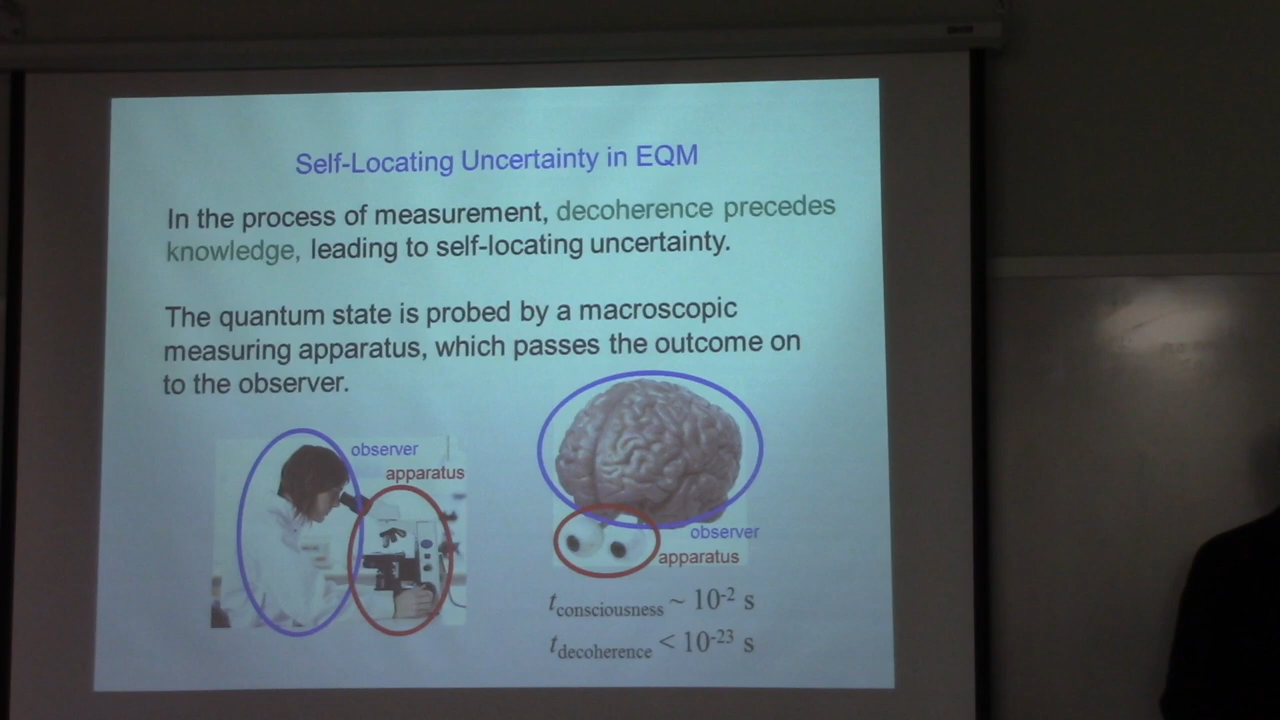 Self-Locating Uncertainty in EQM
In the process of measurement, decoherence precedes
knowledge, leading to self-locating uncertainty.
The quantum state is probed by a macroscopic
measuring apparatus, which passes the outcome on
to the observer.
observer
apparatus
observer
apparatus
t_consciousness ~ 10^-2 s
t_decoherence < 10^-23 s